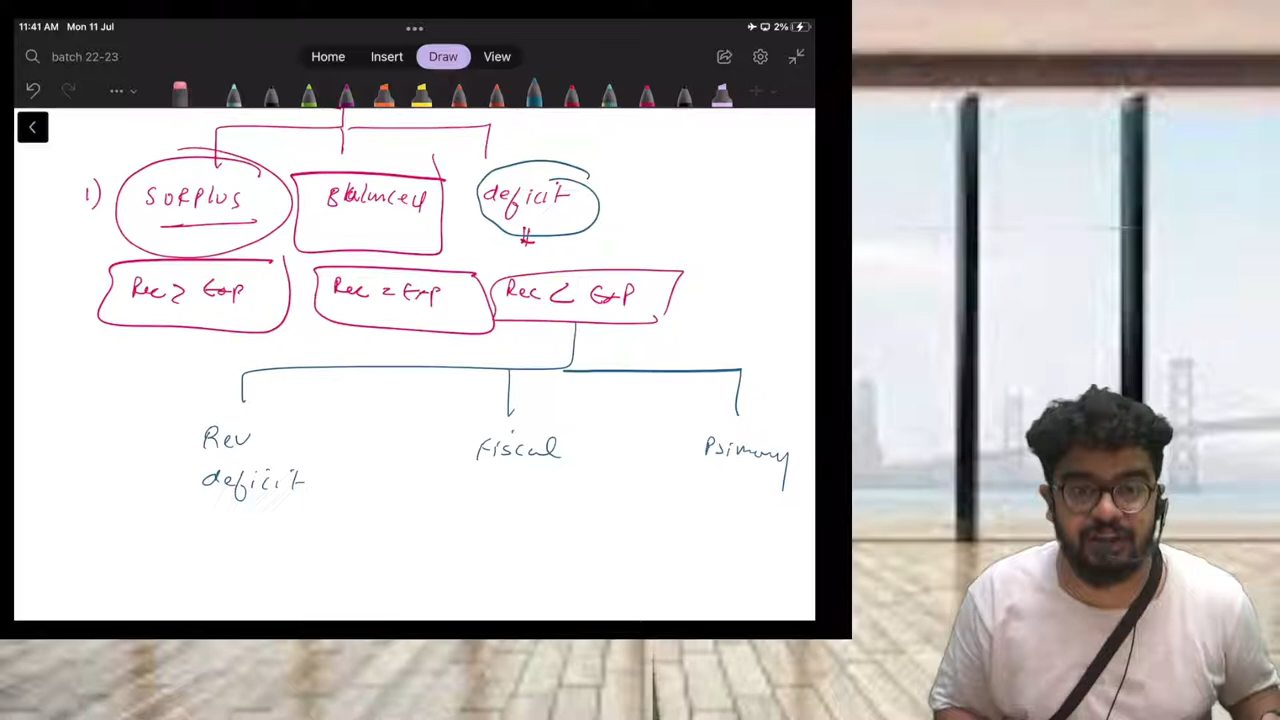 11:41 AM Mon 11 Jul
2%
batch 22-23
Home Insert Draw View
1) SURPLUS Balanced deficit
Rec > Exp Rec = Exp Rec < Exp
Rev Fiscal Primary
deficit